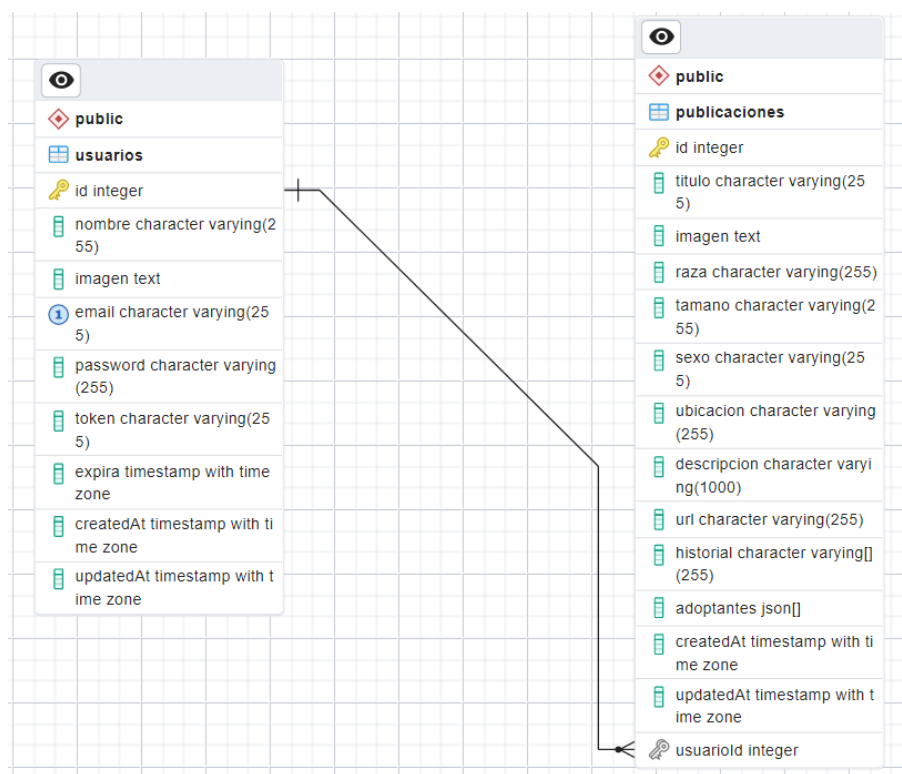 public
usuarios
id integer
nombre character varying(2
55)
imagen text
1
email character varying(25
5)
password character varying
(255)
token character varying(25
5)
expira timestamp with time
zone
createdAt timestamp with ti
me zone
updatedAt timestamp with t
ime zone
public
publicaciones
id integer
titulo character varying(25
5)
imagen text
raza character varying(255)
tamano character varying(2
55)
sexo character varying(25
5)
ubicacion character varying
(255)
descripcion character varyi
ng(1000)
url character varying(255)
historial character varying[]
(255)
adoptantes json[]
createdAt timestamp with ti
me zone
updatedAt timestamp with t
ime zone
usuarioId integer